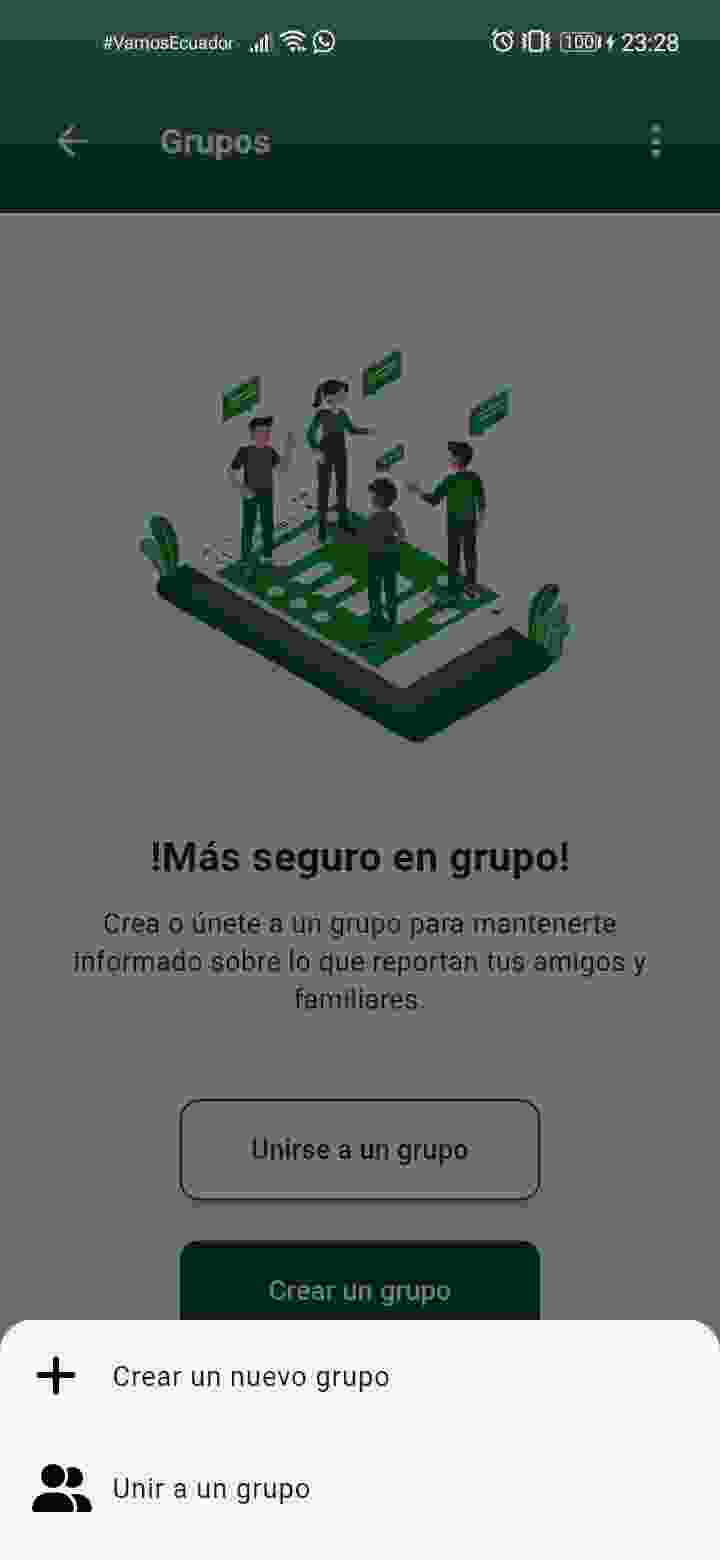 #VamosEcuador 100 23:28
Grupos
!Más seguro en grupo!
Crea o únete a un grupo para mantenerte
informado sobre lo que reportan tus amigos y
familiares.
Unirse a un grupo
Crear un grupo
Crear un nuevo grupo
Unir a un grupo